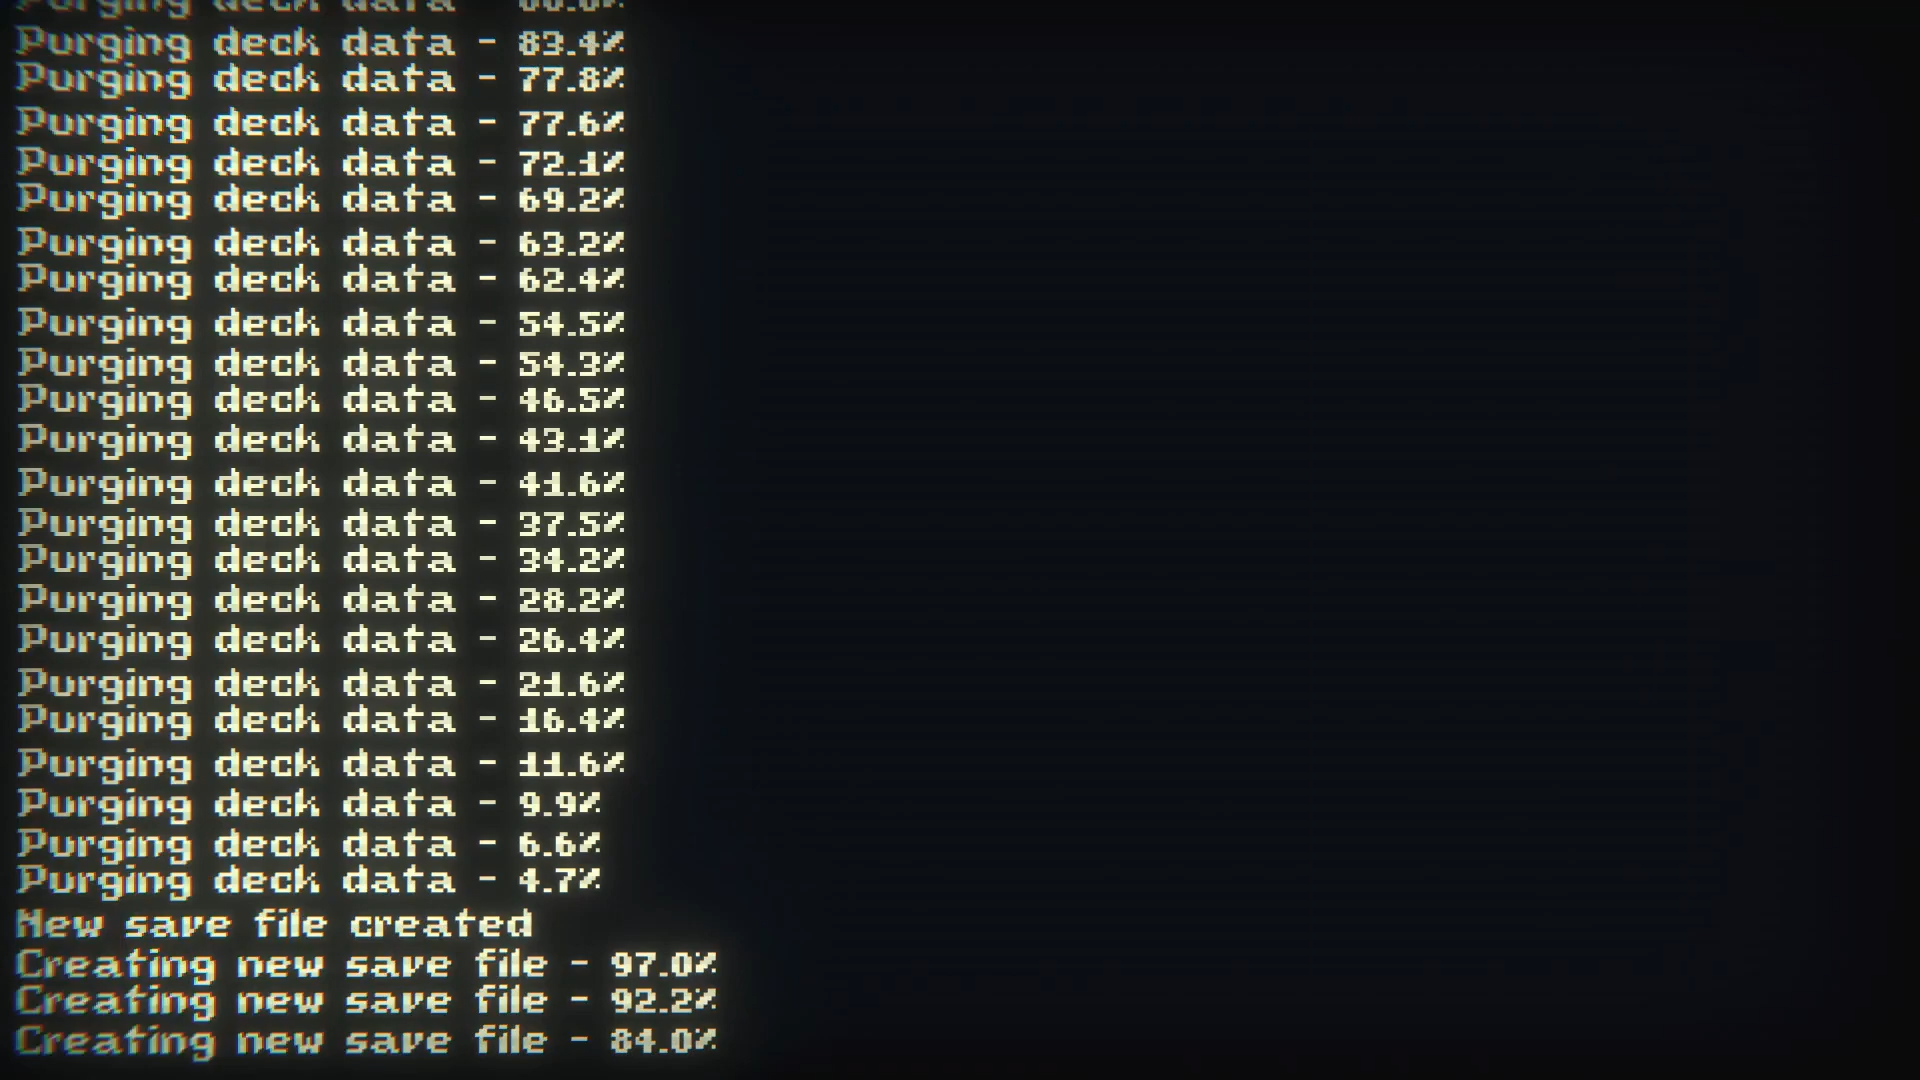 Purging deck data -
Purging deck data - 83.4%
Purging deck data - 77.8%
Purging deck data - 77.6%
Purging deck data - 72.1%
Purging deck data - 69.2%
Purging deck data - 63.2%
Purging deck data - 62.4%
Purging deck data - 54.5%
Purging deck data - 54.3%
Purging deck data - 46.5%
Purging deck data - 43.1%
Purging deck data - 41.6%
Purging deck data - 37.5%
Purging deck data - 34.2%
Purging deck data - 28.2%
Purging deck data - 26.4%
Purging deck data - 21.6%
Purging deck data - 16.4%
Purging deck data - 11.6%
Purging deck data - 9.9%
Purging deck data - 6.6%
Purging deck data - 4.7%
New save file created
Creating new save file - 97.0%
Creating new save file - 92.2%
Creating new save file - 84.0%